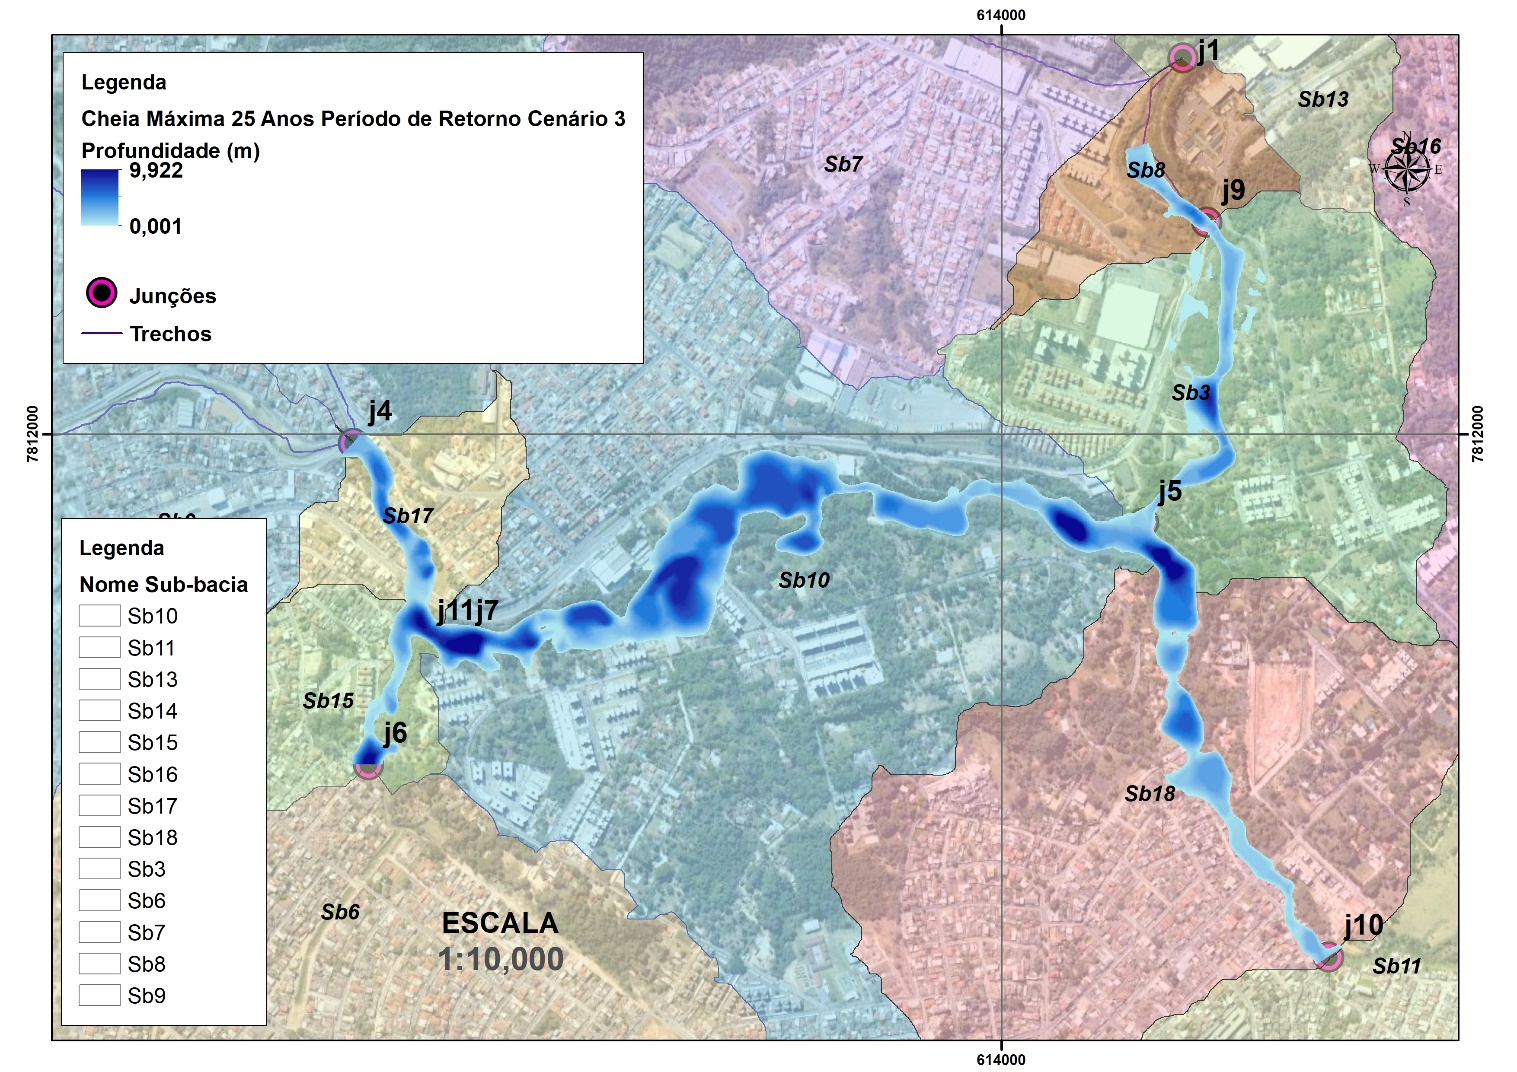 614000
j1
Legenda
Cheia Máxima 25 Anos Período de Retorno Cenário 3
Profundidade (m)
9,922
0,001
Junções
Trechos
Sb13
N
Sb16
W E
S
Sb7
Sb8
j9
Sb3
j4
7812000
7812000
j5
Sb17
Sb10
j11j7
Sb15
j6
Sb18
Legenda
Nome Sub-bacia
Sb10
Sb11
Sb13
Sb14
Sb15
Sb16
Sb17
Sb18
Sb3
Sb6
Sb7
Sb8
Sb9
Sb6
ESCALA
1:10,000
j10
Sb11
614000